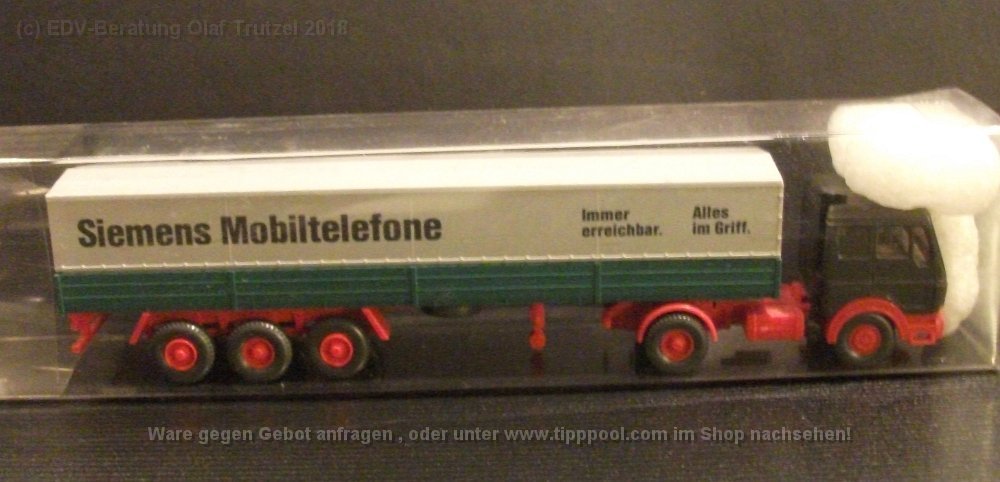 (c) EDV-Beratung Olaf Trutzel 2018
Siemens Mobiltelefone
Immer
erreichbar.
Alles
im Griff.
Ware gegen Gebot anfragen , oder unter www.tipppool.com im Shop nachsehen!